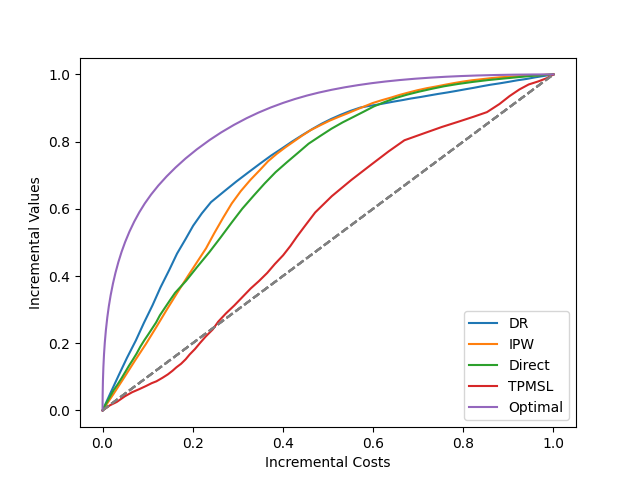 1.0
0.8
0.6
0.4
0.2
0.0
Incremental Values
0.0 0.2 0.4 0.6 0.8 1.0
Incremental Costs
DR
IPW
Direct
TPMSL
Optimal